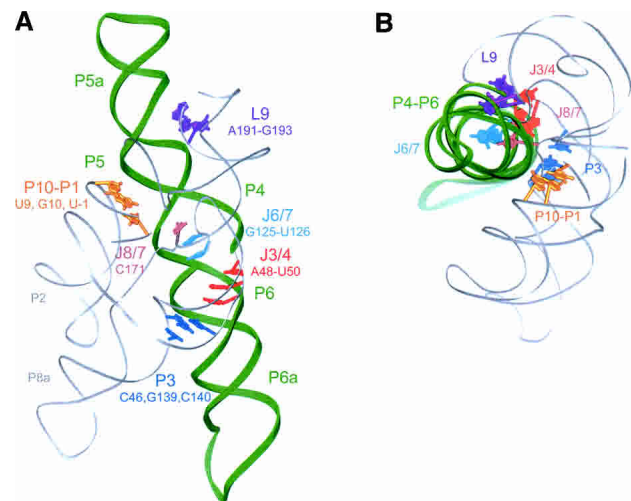 A
P5a
L9
A191-G193
P5
P10-P1
U9, G10, U-1
P4
J6/7
G125-U126
J8/7
C171
J3/4
A48-U50
P2
P6
P8a
P3
C46,G139,C140
P6a
B
L9
J3/4
P4-P6
J8/7
J6/7
P3
P10-P1